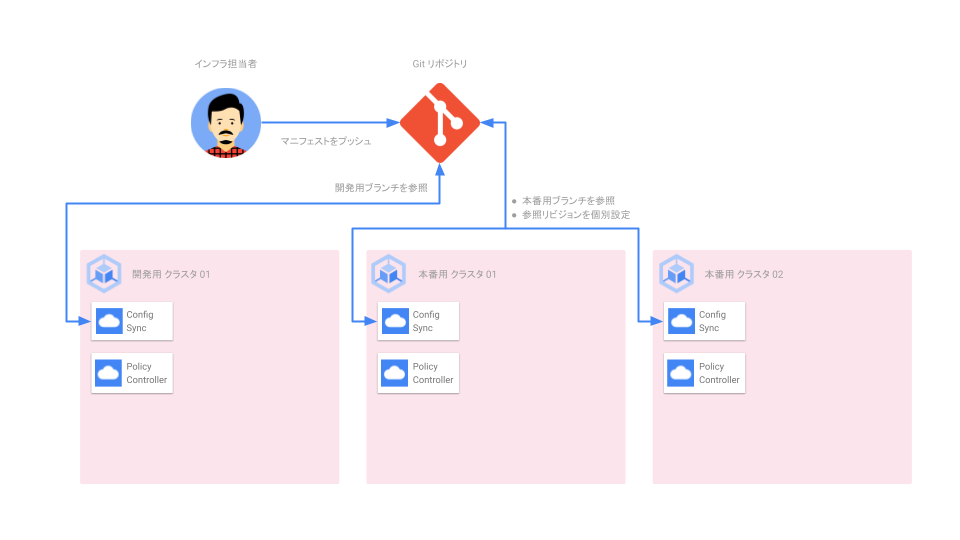 インフラ担当者
Git リポジトリ
マニフェストをプッシュ
開発用ブランチを参照
● 本番用ブランチを参照
● 参照リビジョンを個別設定
開発用 クラスタ 01
本番用 クラスタ 01
本番用 クラスタ 02
Config
Sync
Config
Sync
Config
Sync
Policy
Controller
Policy
Controller
Policy
Controller